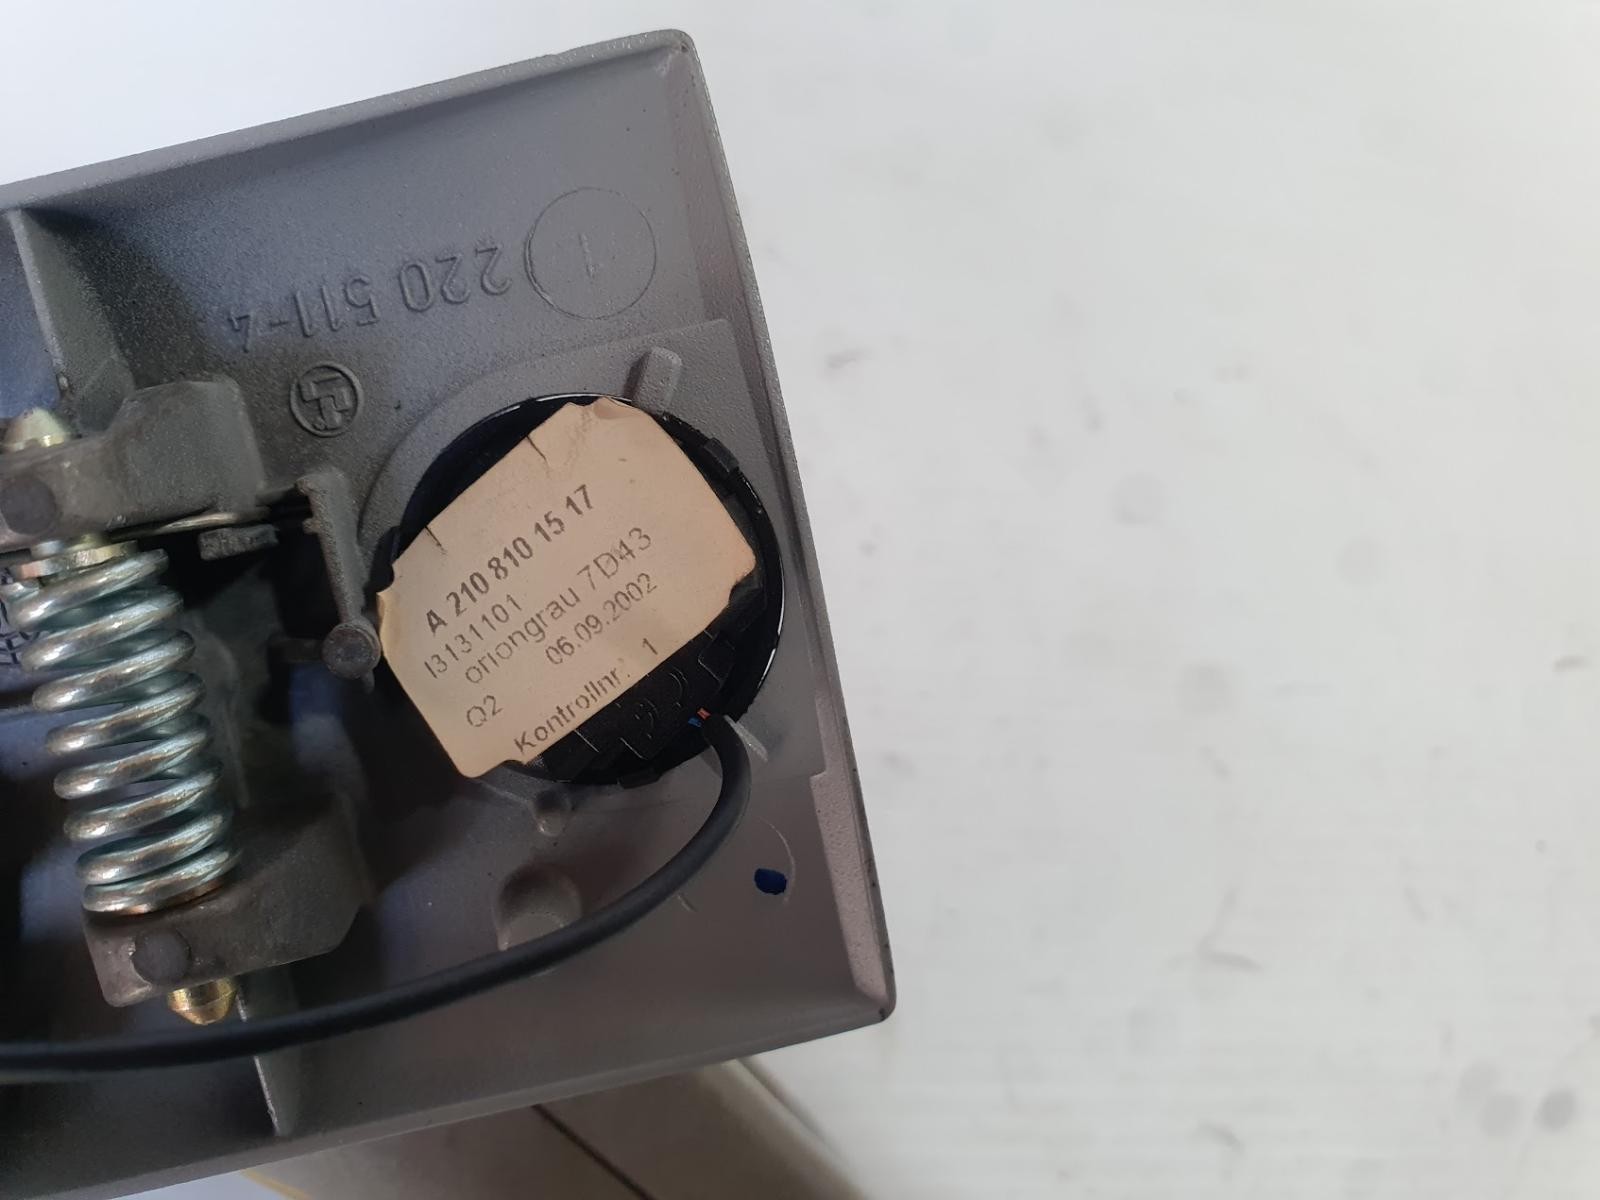 1
220 511-4
A 210 810 15 17
I3131101
oriongrau 7D43
06.09.2002
Q2
Kontrollnr. 1